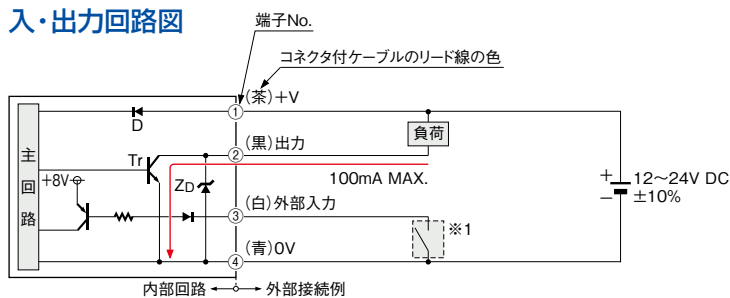 入・出力回路図
端子No.
コネクタ付ケーブルのリード線の色
(茶)+V
1
D
負荷
(黒)出力
2
主回路
Tr
+8V
ZD
100mA MAX.
+
12～24V DC
−
±10%
(白)外部入力
3
※1
(青)0V
4
内部回路
外部接続例